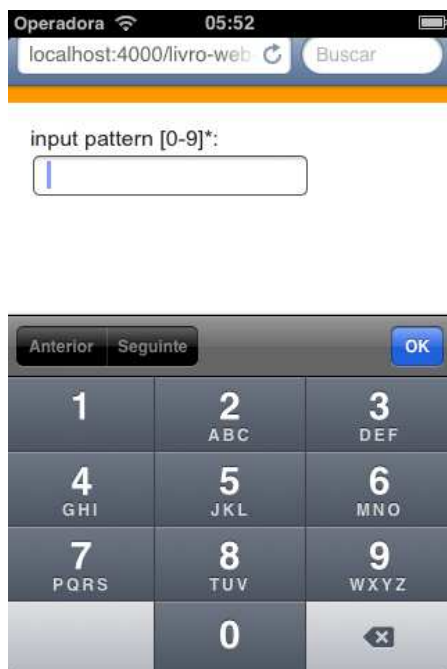 Operadora 05:52
localhost:4000/livro-web Buscar
input pattern [0-9]*:
Anterior Seguinte OK
1 2 3
ABC DEF
4 5 6
GHI JKL MNO
7 8 9
PQRS TUV WXYZ
0